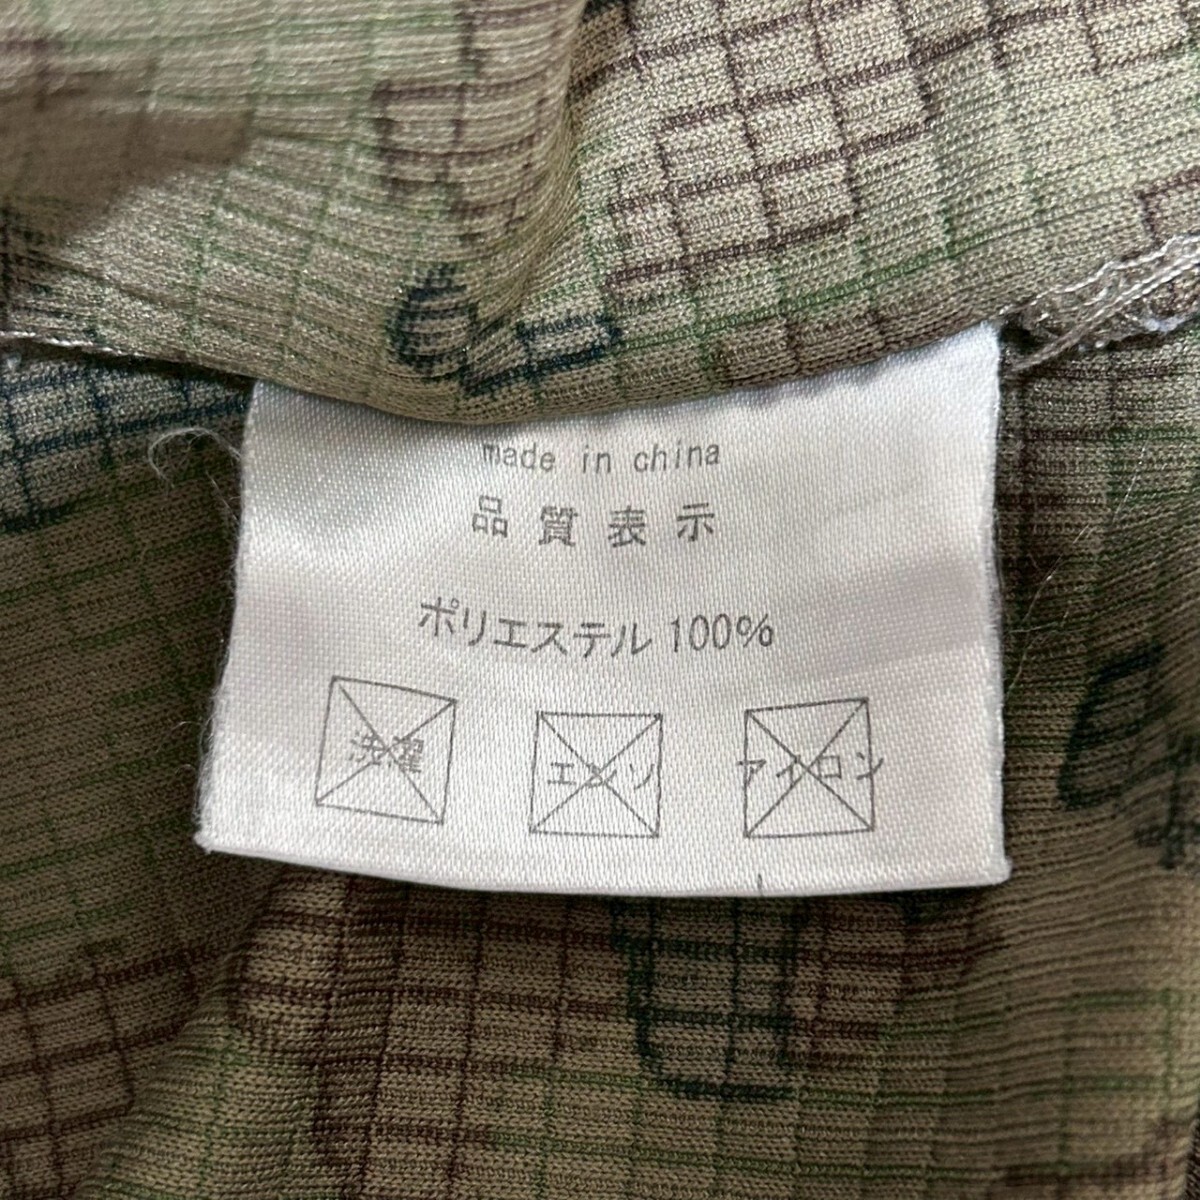 made in china
品質表示
ポリエステル 100%
洗濯 エンソ アイロン